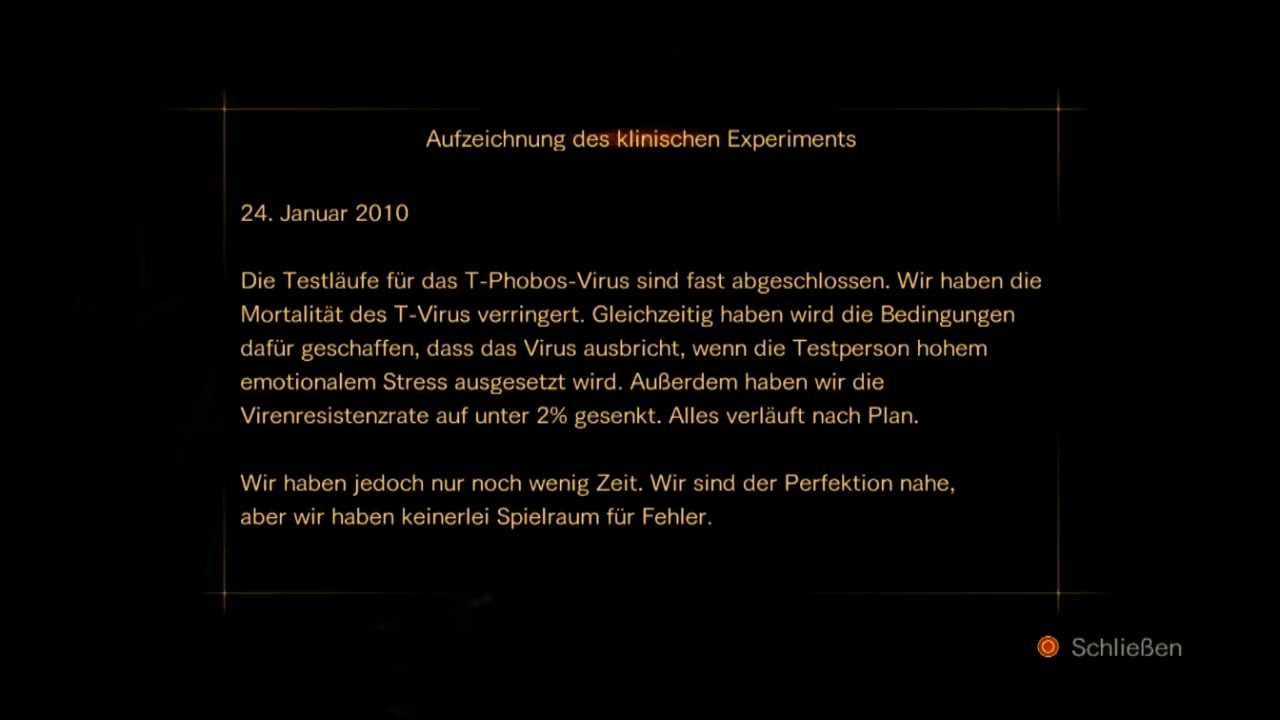 Aufzeichnung des klinischen Experiments
24. Januar 2010
Die Testläufe für das T-Phobos-Virus sind fast abgeschlossen. Wir haben die
Mortalität des T-Virus verringert. Gleichzeitig haben wird die Bedingungen
dafür geschaffen, dass das Virus ausbricht, wenn die Testperson hohem
emotionalem Stress ausgesetzt wird. Außerdem haben wir die
Virenresistenzrate auf unter 2% gesenkt. Alles verläuft nach Plan.
Wir haben jedoch nur noch wenig Zeit. Wir sind der Perfektion nahe,
aber wir haben keinerlei Spielraum für Fehler.
Schließen